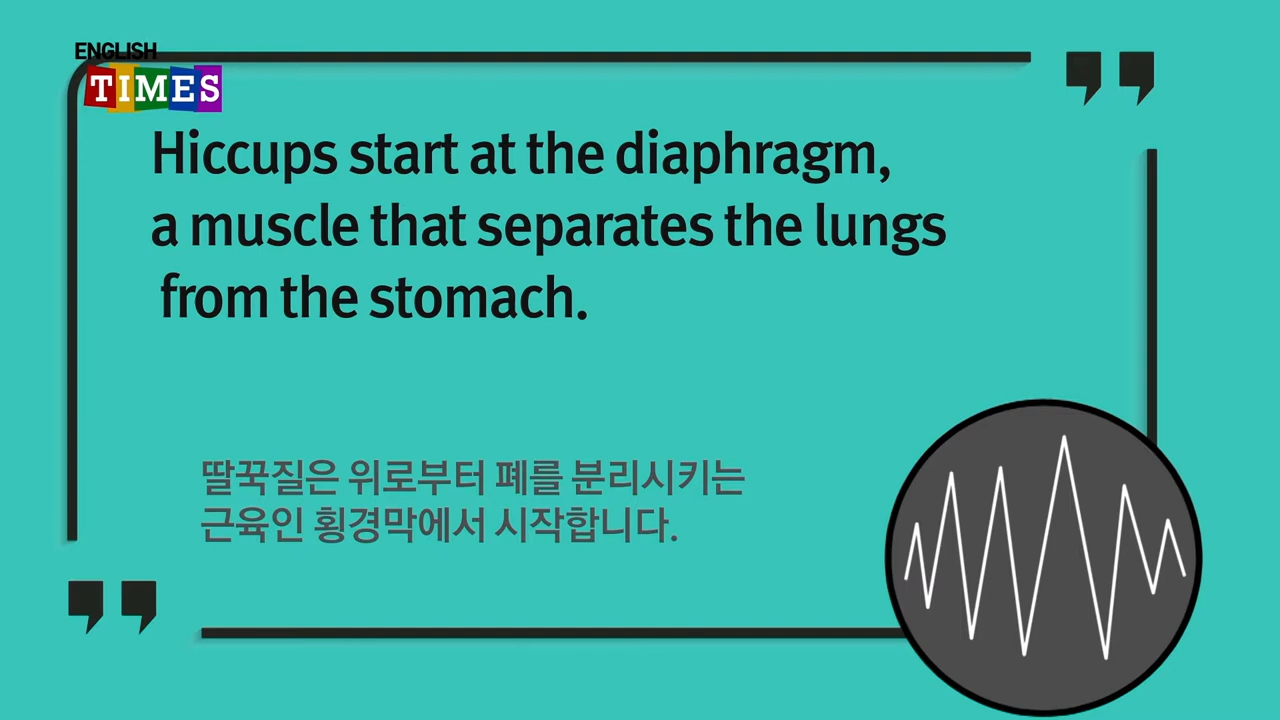 ENGLISH
TIMES
Hiccups start at the diaphragm,
a muscle that separates the lungs
from the stomach.
딸꾹질은 위로부터 폐를 분리시키는
근육인 횡경막에서 시작합니다.